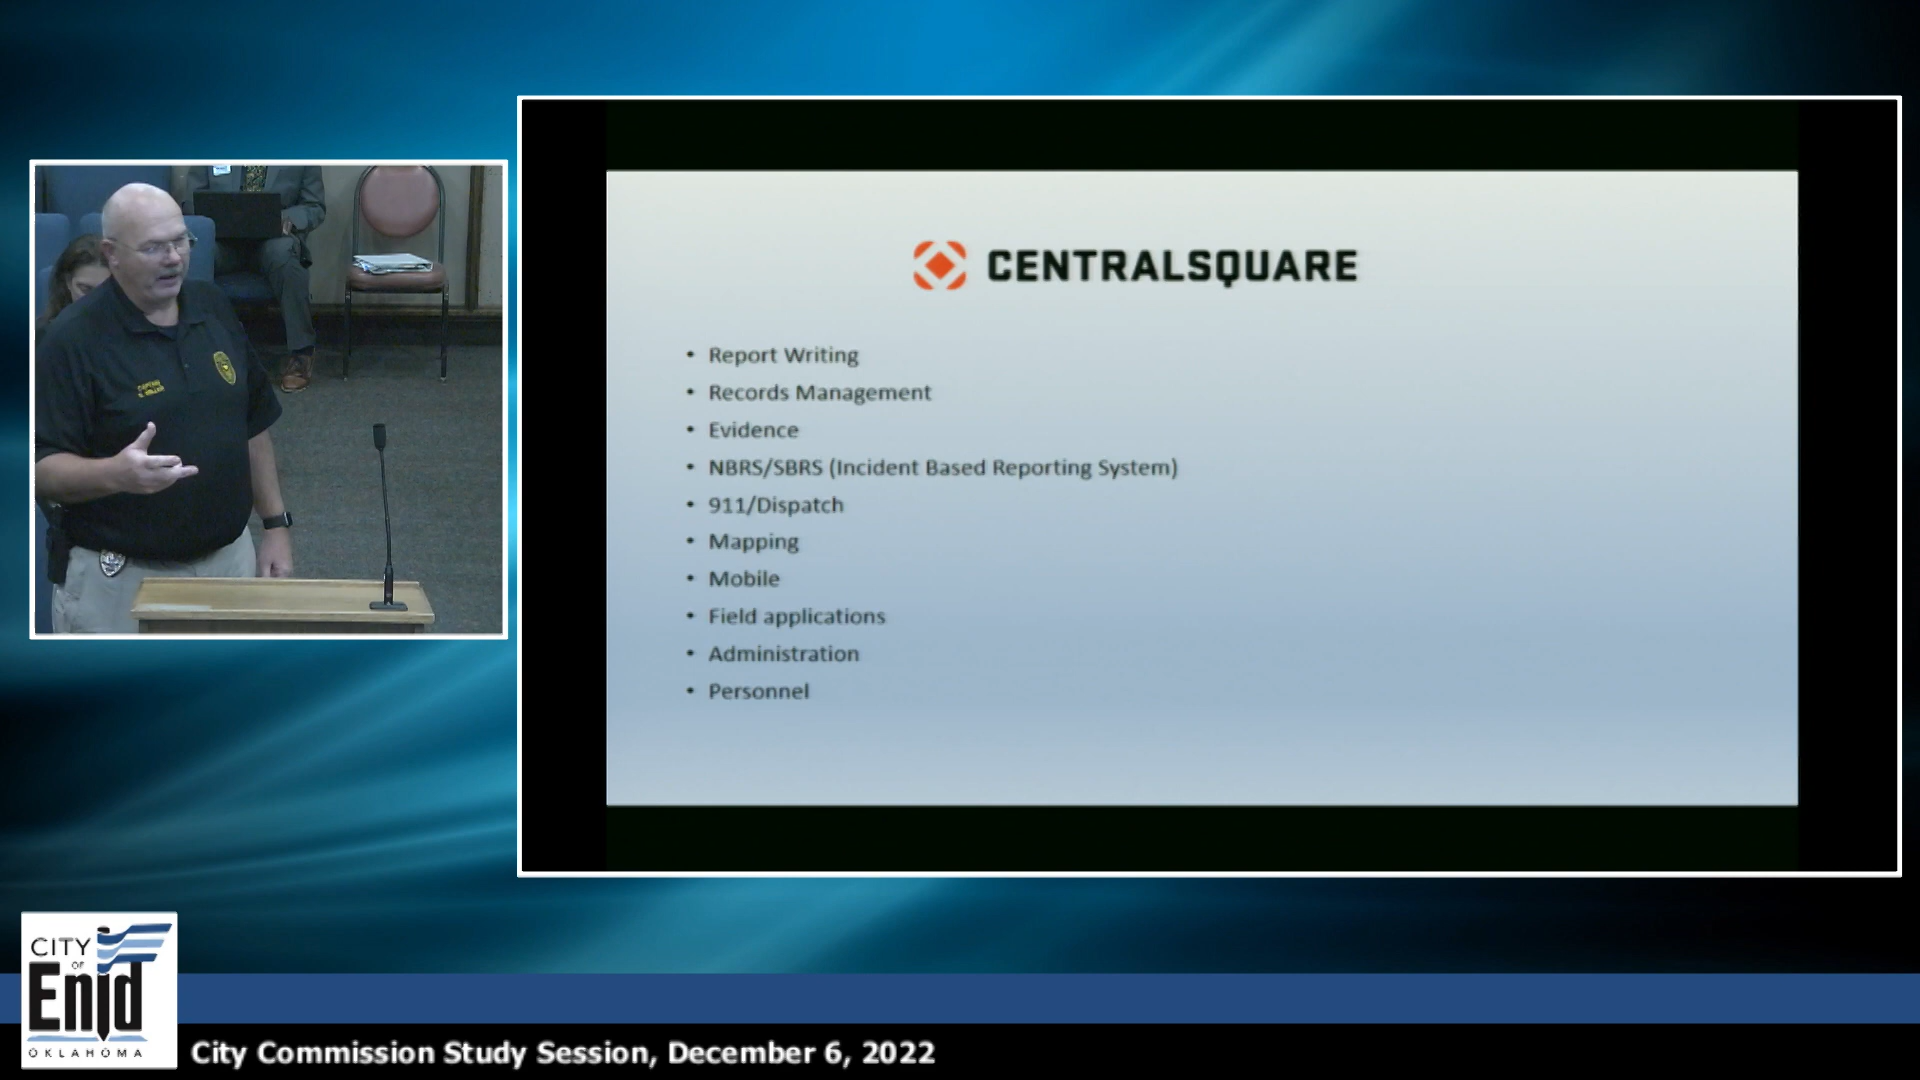 CENTRALSQUARE
• Report Writing
• Records Management
• Evidence
• NBRS/SBRS (Incident Based Reporting System)
• 911/Dispatch
• Mapping
• Mobile
• Field applications
• Administration
• Personnel
CAPTAIN
CITY
OF
Enid
OKLAHOMA
City Commission Study Session, December 6, 2022